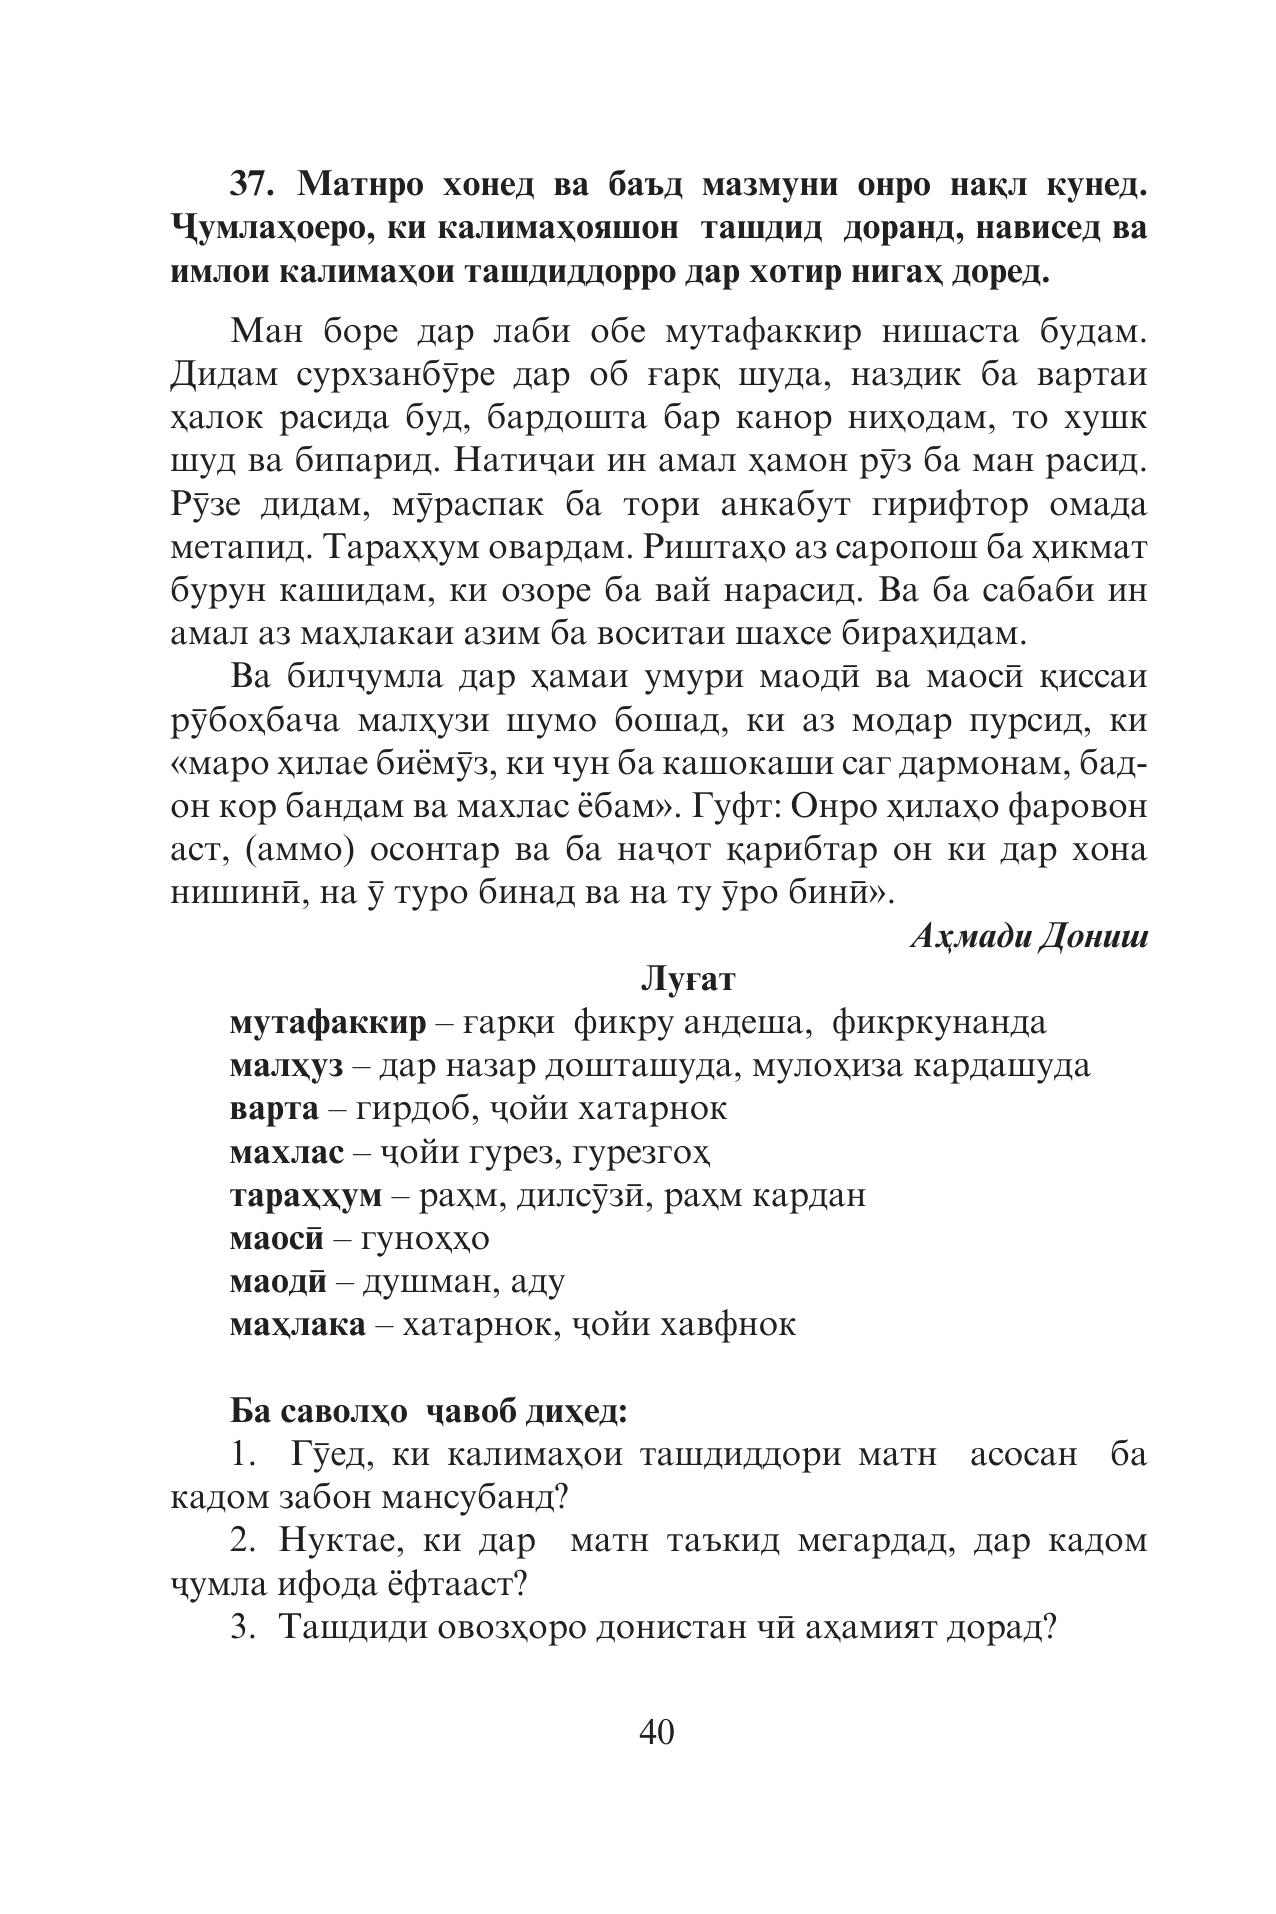 37. Матнро хонед ва баъд мазмуни онро нақл кунед.
Ҷумлаҳоеро, ки калимаҳояшон ташдид доранд, нависед ва
имлои калимаҳои ташдиддорро дар хотир нигаҳ доред.
Ман боре дар лаби обе мутафаккир нишаста будам.
Дидам сурхзанбӯре дар об ғарқ шуда, наздик ба вартаи
ҳалок расида буд, бардошта бар канор ниҳодам, то хушк
шуд ва бипарид. Натиҷаи ин амал ҳамон рӯз ба ман расид.
Рӯзе дидам, мӯраспак ба тори анкабут гирифтор омада
метапид. Тараҳҳум овардам. Риштаҳо аз саропош ба ҳикмат
бурун кашидам, ки озоре ба вай нарасид. Ва ба сабаби ин
амал аз маҳлакаи азим ба воситаи шахсе бираҳидам.
Ва билҷумла дар ҳамаи умури маодӣ ва маосӣ қиссаи
рӯбоҳбача малҳузи шумо бошад, ки аз модар пурсид, ки
«маро ҳилае биёмӯз, ки чун ба кашокаши саг дармонам, бад-
он кор бандам ва махлас ёбам». Гуфт: Онро ҳилаҳо фаровон
аст, (аммо) осонтар ва ба наҷот қарибтар он ки дар хона
нишинӣ, на ӯ туро бинад ва на ту ӯро бинӣ».
Аҳмади Дониш
Луғат
мутафаккир – ғарқи фикру андеша, фикркунанда
малҳуз – дар назар дошташуда, мулоҳиза кардашуда
варта – гирдоб, ҷойи хатарнок
махлас – ҷойи гурез, гурезгоҳ
тараҳҳум – раҳм, дилсӯзӣ, раҳм кардан
маосӣ – гуноҳҳо
маодӣ – душман, аду
маҳлака – хатарнок, ҷойи хавфнок
Ба саволҳо ҷавоб диҳед:
1. Гӯед, ки калимаҳои ташдиддори матн асосан ба
кадом забон мансубанд?
2. Нуктае, ки дар матн таъкид мегардад, дар кадом
ҷумла ифода ёфтааст?
3. Ташдиди овозҳоро донистан чӣ аҳамият дорад?
40